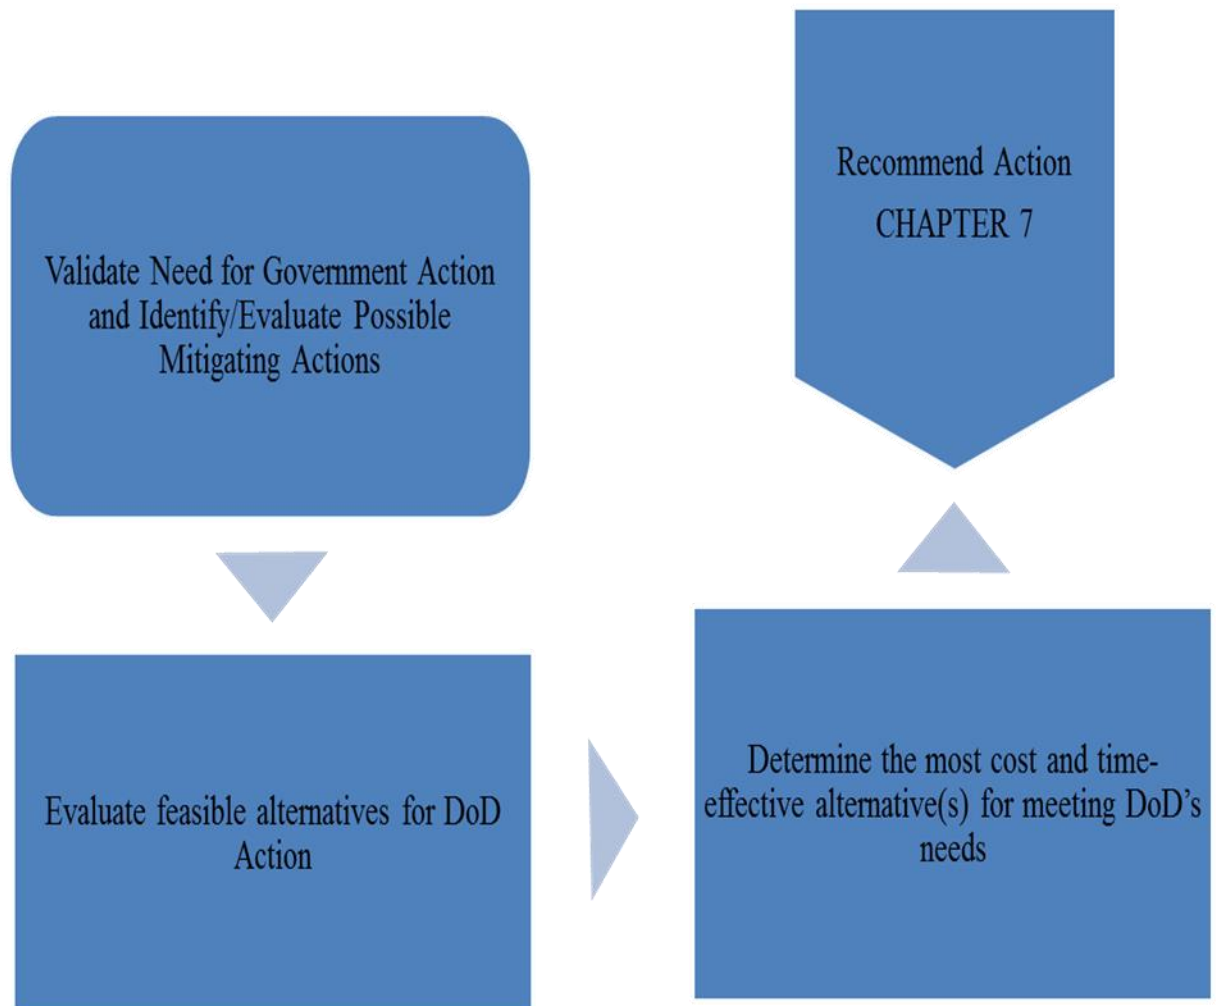 Validate Need for Government Action
and Identify/Evaluate Possible
Mitigating Actions
Evaluate feasible alternatives for DoD
Action
Determine the most cost and time-
effective alternative(s) for meeting DoD’s
needs
Recommend Action
CHAPTER 7